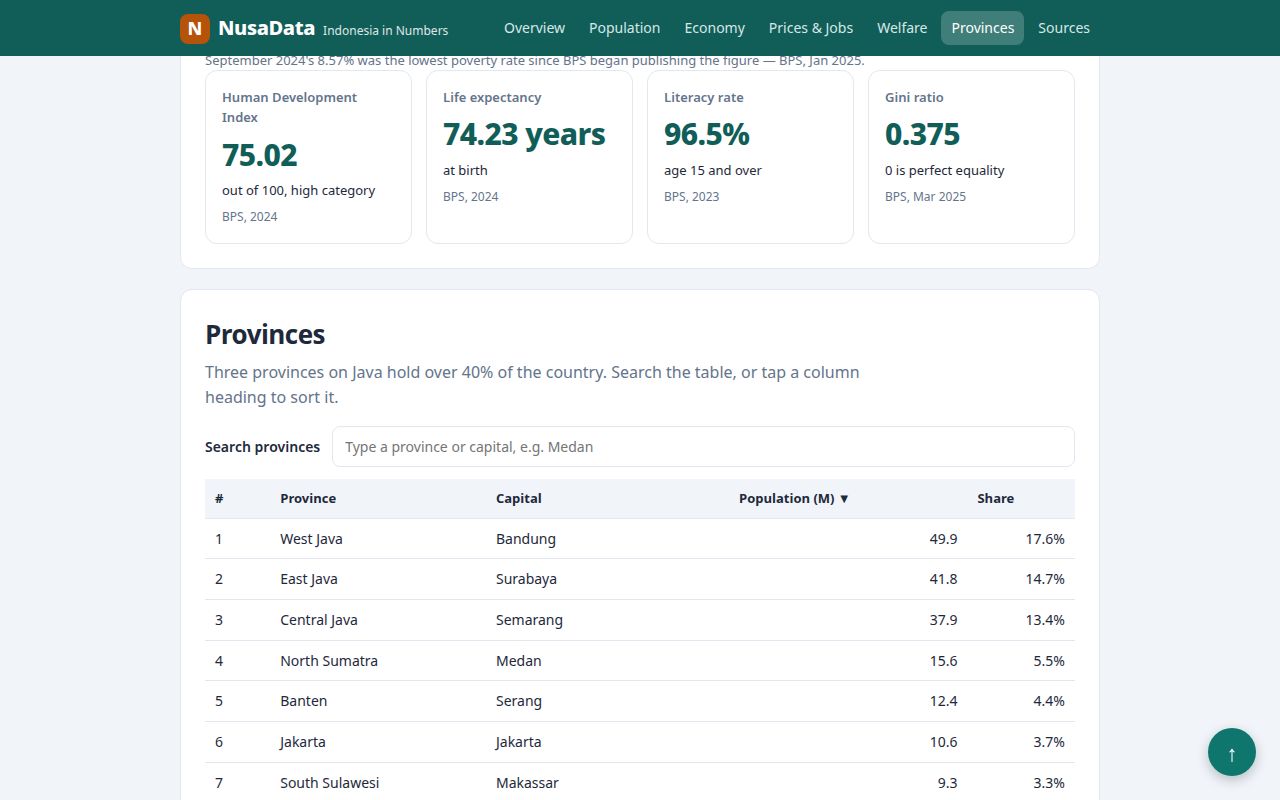 N NusaData Indonesia in Numbers Overview Population Economy Prices & Jobs Welfare Provinces Sources
September 2024's 8.57% was the lowest poverty rate since BPS began publishing the figure — BPS, Jan 2025.
Human Development
Index
75.02
out of 100, high category
BPS, 2024
Life expectancy
74.23 years
at birth
BPS, 2024
Literacy rate
96.5%
age 15 and over
BPS, 2023
Gini ratio
0.375
0 is perfect equality
BPS, Mar 2025
Provinces
Three provinces on Java hold over 40% of the country. Search the table, or tap a column
heading to sort it.
Search provinces Type a province or capital, e.g. Medan
# Province Capital Population (M) ▼ Share
1 West Java Bandung 49.9 17.6%
2 East Java Surabaya 41.8 14.7%
3 Central Java Semarang 37.9 13.4%
4 North Sumatra Medan 15.6 5.5%
5 Banten Serang 12.4 4.4%
6 Jakarta Jakarta 10.6 3.7%
7 South Sulawesi Makassar 9.3 3.3%
↑